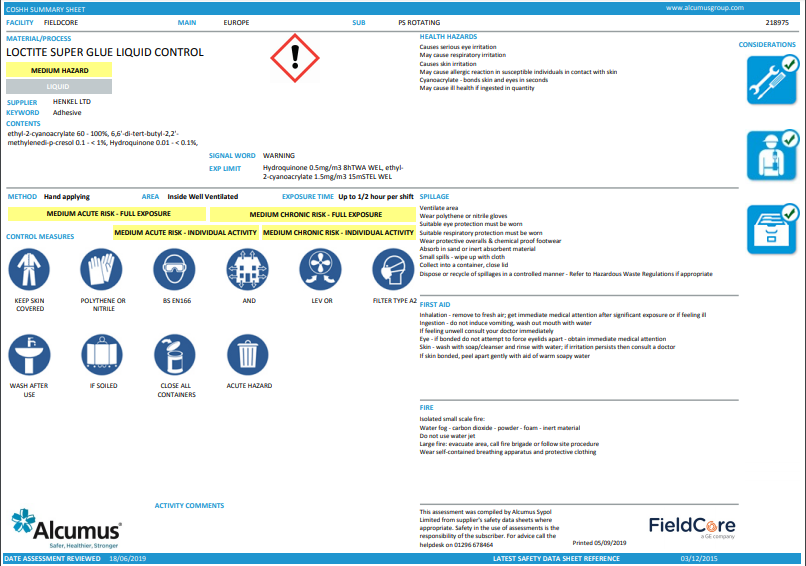 COSHH SUMMARY SHEET
www.alcumusgroup.com
FACILITY FIELDCORE MAIN EUROPE SUB PS ROTATING 218975
MATERIAL/PROCESS
LOCTITE SUPER GLUE LIQUID CONTROL
MEDIUM HAZARD
LIQUID
SUPPLIER HENKEL LTD
KEYWORD Adhesive
CONTENTS
ethyl-2-cyanoacrylate 60 - 100%, 6,6'-di-tert-butyl-2,2'-
methylenedi-p-cresol 0.1 - < 1%, Hydroquinone 0.01 - < 0.1%,
SIGNAL WORD WARNING
EXP LIMIT Hydroquinone 0.5mg/m3 8hTWA WEL, ethyl-
2-cyanoacrylate 1.5mg/m3 15mSTEL WEL
HEALTH HAZARDS
Causes serious eye irritation
May cause respiratory irritation
Causes skin irritation
May cause allergic reaction in susceptible individuals in contact with skin
Cyanoacrylate - bonds skin and eyes in seconds
May cause ill health if ingested in quantity
CONSIDERATIONS
METHOD Hand applying AREA Inside Well Ventilated EXPOSURE TIME Up to 1/2 hour per shift
MEDIUM ACUTE RISK - FULL EXPOSURE
MEDIUM CHRONIC RISK - FULL EXPOSURE
MEDIUM ACUTE RISK - INDIVIDUAL ACTIVITY
MEDIUM CHRONIC RISK - INDIVIDUAL ACTIVITY
CONTROL MEASURES
KEEP SKIN
COVERED
POLYTHENE OR
NITRILE
BS EN166
AND
LEV OR
FILTER TYPE A2
WASH AFTER
USE
IF SOILED
CLOSE ALL
CONTAINERS
ACUTE HAZARD
SPILLAGE
Ventilate area
Wear polythene or nitrile gloves
Suitable eye protection must be worn
Suitable respiratory protection must be worn
Wear protective overalls & chemical proof footwear
Absorb in sand or inert absorbent material
Small spills - wipe up with cloth
Collect into a container, close lid
Dispose or recycle of spillages in a controlled manner - Refer to Hazardous Waste Regulations if appropriate
FIRST AID
Inhalation - remove to fresh air; get immediate medical attention after significant exposure or if feeling ill
Ingestion - do not induce vomiting, wash out mouth with water
If feeling unwell consult your doctor immediately
Eye - if bonded do not attempt to force eyelids apart - obtain immediate medical attention
Skin - wash with soap/cleanser and rinse with water; if irritation persists then consult a doctor
If skin bonded, peel apart gently with aid of warm soapy water
FIRE
Isolated small scale fire:
Water fog - carbon dioxide - powder - foam - inert material
Do not use water jet
Large fire: evacuate area, call fire brigade or follow site procedure
Wear self-contained breathing apparatus and protective clothing
ACTIVITY COMMENTS
Alcumus®
Safer, Healthier, Stronger
This assessment was compiled by Alcumus Sypol
Limited from supplier's safety data sheets where
appropriate. Safety in the use of assessments is the
responsibility of the subscriber. For advice call the
helpdesk on 01296 678464
Printed 05/09/2019
FieldCore
a GE company
DATE ASSESSMENT REVIEWED 18/06/2019
LATEST SAFETY DATA SHEET REFERENCE 03/12/2015